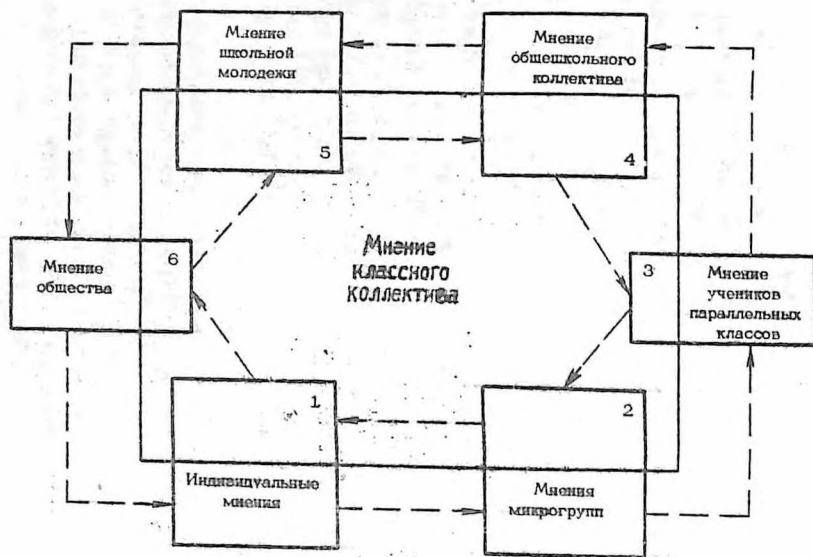 Мнение
школьной
молодежи
5
Мнение
общешкольного
коллектива
4
Мнение
общества
6
Мнение
классного
коллектива
3
Мнение
учеников
параллельных
классов
1
Индивидуальные
мнения
2
Мнения
микрогрупп